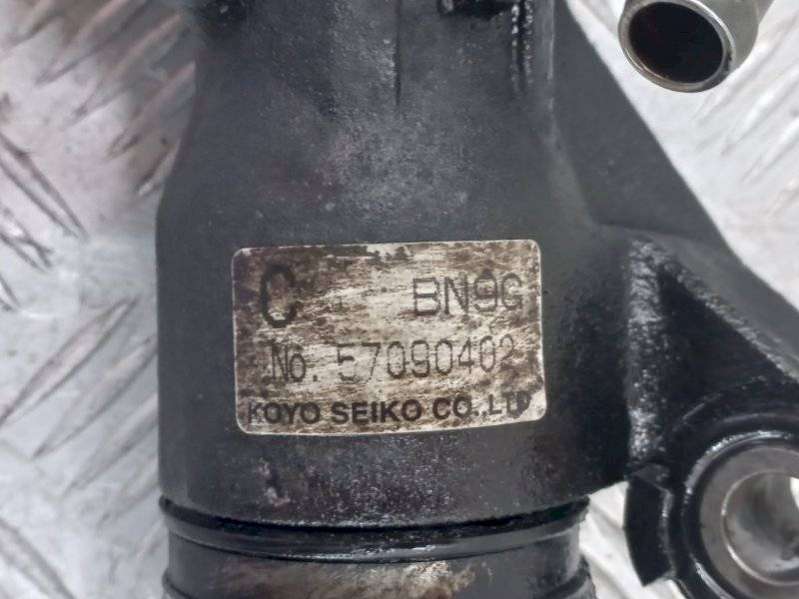 C BN9G
No. 57090402
KOYO SEIKO CO.,LTD